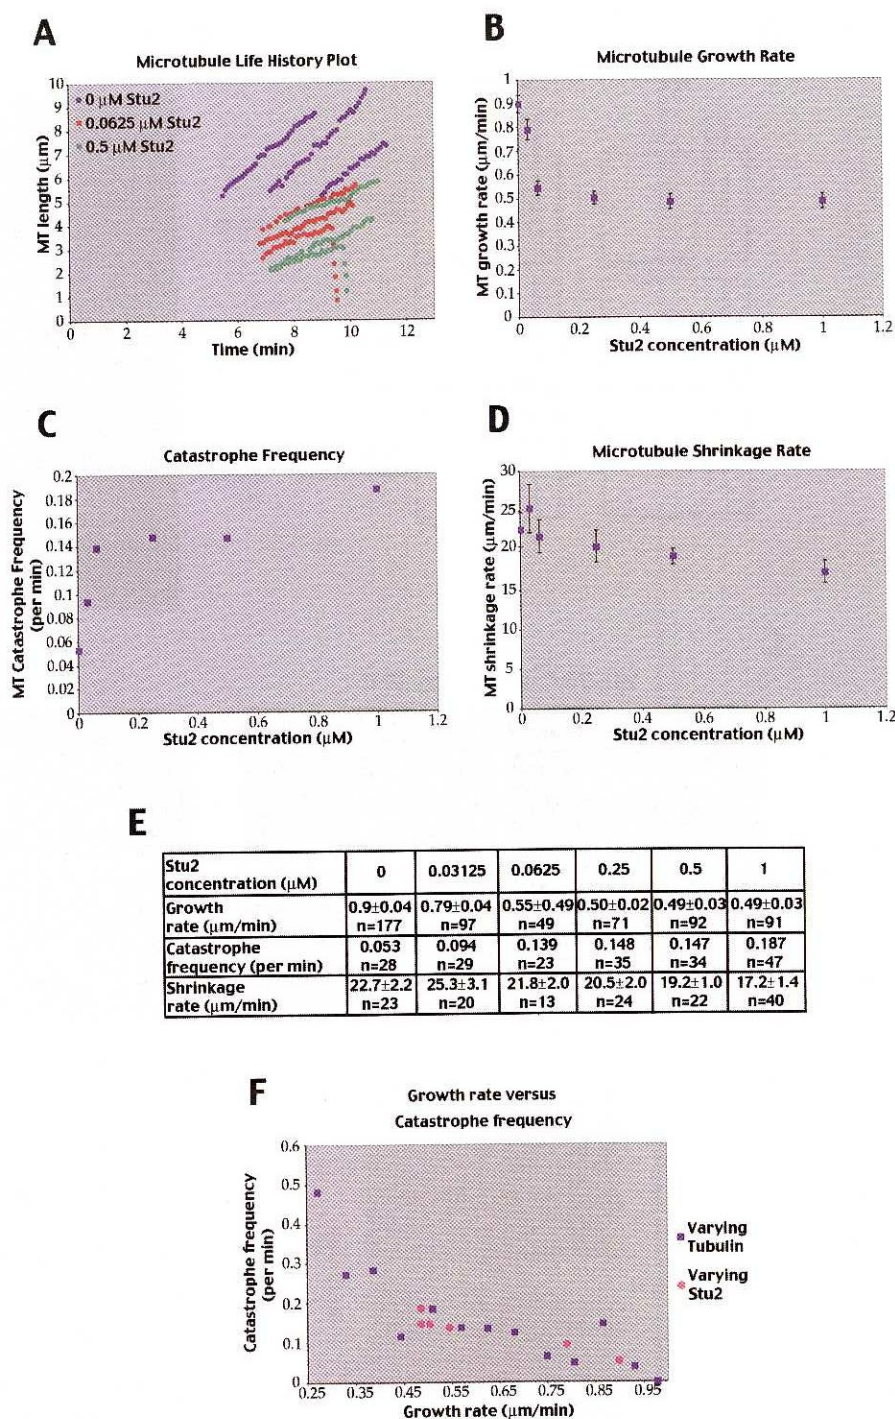 A
Microtubule Life History Plot
10
9
8
7
6
5
4
3
2
1
0
MT length (μm)
0 μM Stu2
0.0625 μM Stu2
0.5 μM Stu2
0 2 4 6 8 10 12
Time (min)
B
Microtubule Growth Rate
1
0.9
0.8
0.7
0.6
0.5
0.4
0.3
0.2
0.1
0
MT growth rate (μm/min)
0 0.2 0.4 0.6 0.8 1 1.2
Stu2 concentration (μM)
C
Catastrophe Frequency
0.2
0.18
0.16
0.14
0.12
0.1
0.08
0.06
0.04
0.02
0
MT Catastrophe Frequency
(per min)
0 0.2 0.4 0.6 0.8 1 1.2
Stu2 concentration (μM)
D
Microtubule Shrinkage Rate
30
25
20
15
10
5
0
MT shrinkage rate (μm/min)
0 0.2 0.4 0.6 0.8 1 1.2
Stu2 concentration (μM)
E
Stu2
concentration (μM) 0 0.03125 0.0625 0.25 0.5 1
Growth 0.9±0.04 0.79±0.04 0.55±0.49 0.50±0.02 0.49±0.03 0.49±0.03
rate (μm/min) n=177 n=97 n=49 n=71 n=92 n=91
Catastrophe 0.053 0.094 0.139 0.148 0.147 0.187
frequency (per min) n=28 n=29 n=23 n=35 n=34 n=47
Shrinkage 22.7±2.2 25.3±3.1 21.8±2.0 20.5±2.0 19.2±1.0 17.2±1.4
rate (μm/min) n=23 n=20 n=13 n=24 n=22 n=40
F
Growth rate versus
Catastrophe frequency
0.6
0.5
0.4
0.3
0.2
0.1
0
Catastrophe frequency
(per min)
0.25 0.35 0.45 0.55 0.65 0.75 0.85 0.95
Growth rate (μm/min)
Varying
Tubulin
Varying
Stu2